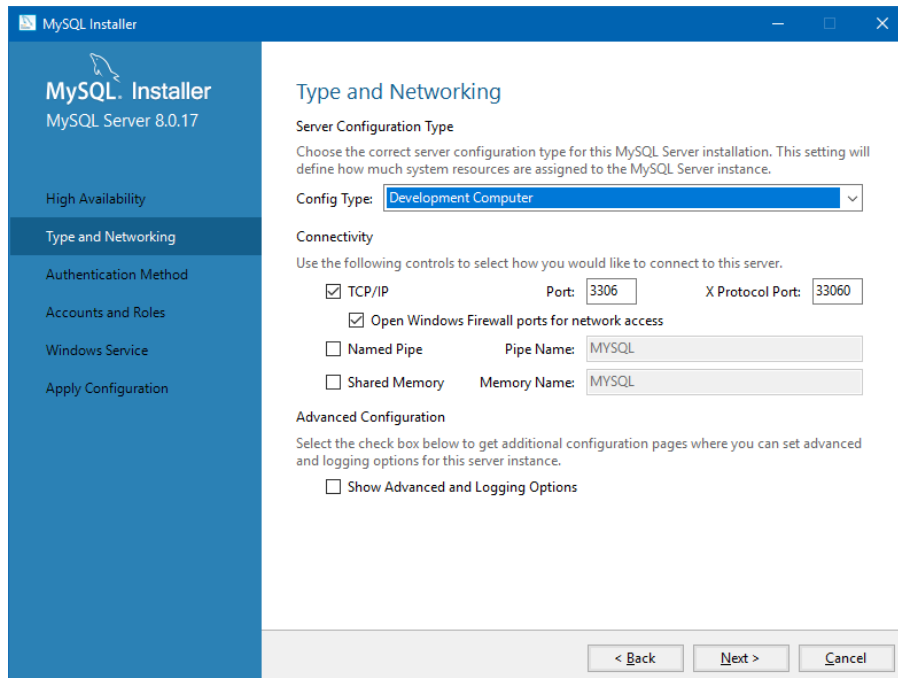 MySQL Installer
MySQL. Installer
MySQL Server 8.0.17
High Availability
Type and Networking
Authentication Method
Accounts and Roles
Windows Service
Apply Configuration
Type and Networking
Server Configuration Type
Choose the correct server configuration type for this MySQL Server installation. This setting will
define how much system resources are assigned to the MySQL Server instance.
Config Type: Development Computer
Connectivity
Use the following controls to select how you would like to connect to this server.
TCP/IP Port: 3306 X Protocol Port: 33060
Open Windows Firewall ports for network access
Named Pipe Pipe Name: MYSQL
Shared Memory Memory Name: MYSQL
Advanced Configuration
Select the check box below to get additional configuration pages where you can set advanced
and logging options for this server instance.
Show Advanced and Logging Options
< Back Next > Cancel